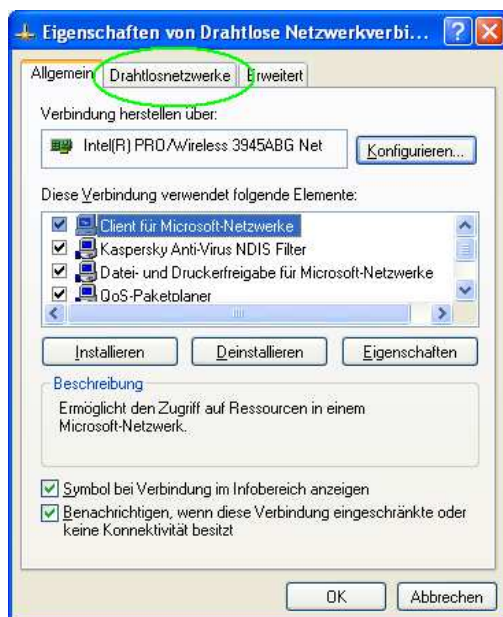 Eigenschaften von Drahtlose Netzwerkverbi...
Allgemein Drahtlosnetzwerke Erweitert
Verbindung herstellen über:
Intel(R) PRO/Wireless 3945ABG Net
Konfigurieren...
Diese Verbindung verwendet folgende Elemente:
Client für Microsoft-Netzwerke
Kaspersky Anti-Virus NDIS Filter
Datei- und Druckerfreigabe für Microsoft-Netzwerke
QoS-Paketplaner
Installieren Deinstallieren Eigenschaften
Beschreibung
Ermöglicht den Zugriff auf Ressourcen in einem
Microsoft-Netzwerk.
Symbol bei Verbindung im Infobereich anzeigen
Benachrichtigen, wenn diese Verbindung eingeschränkte oder
keine Konnektivität besitzt
OK Abbrechen